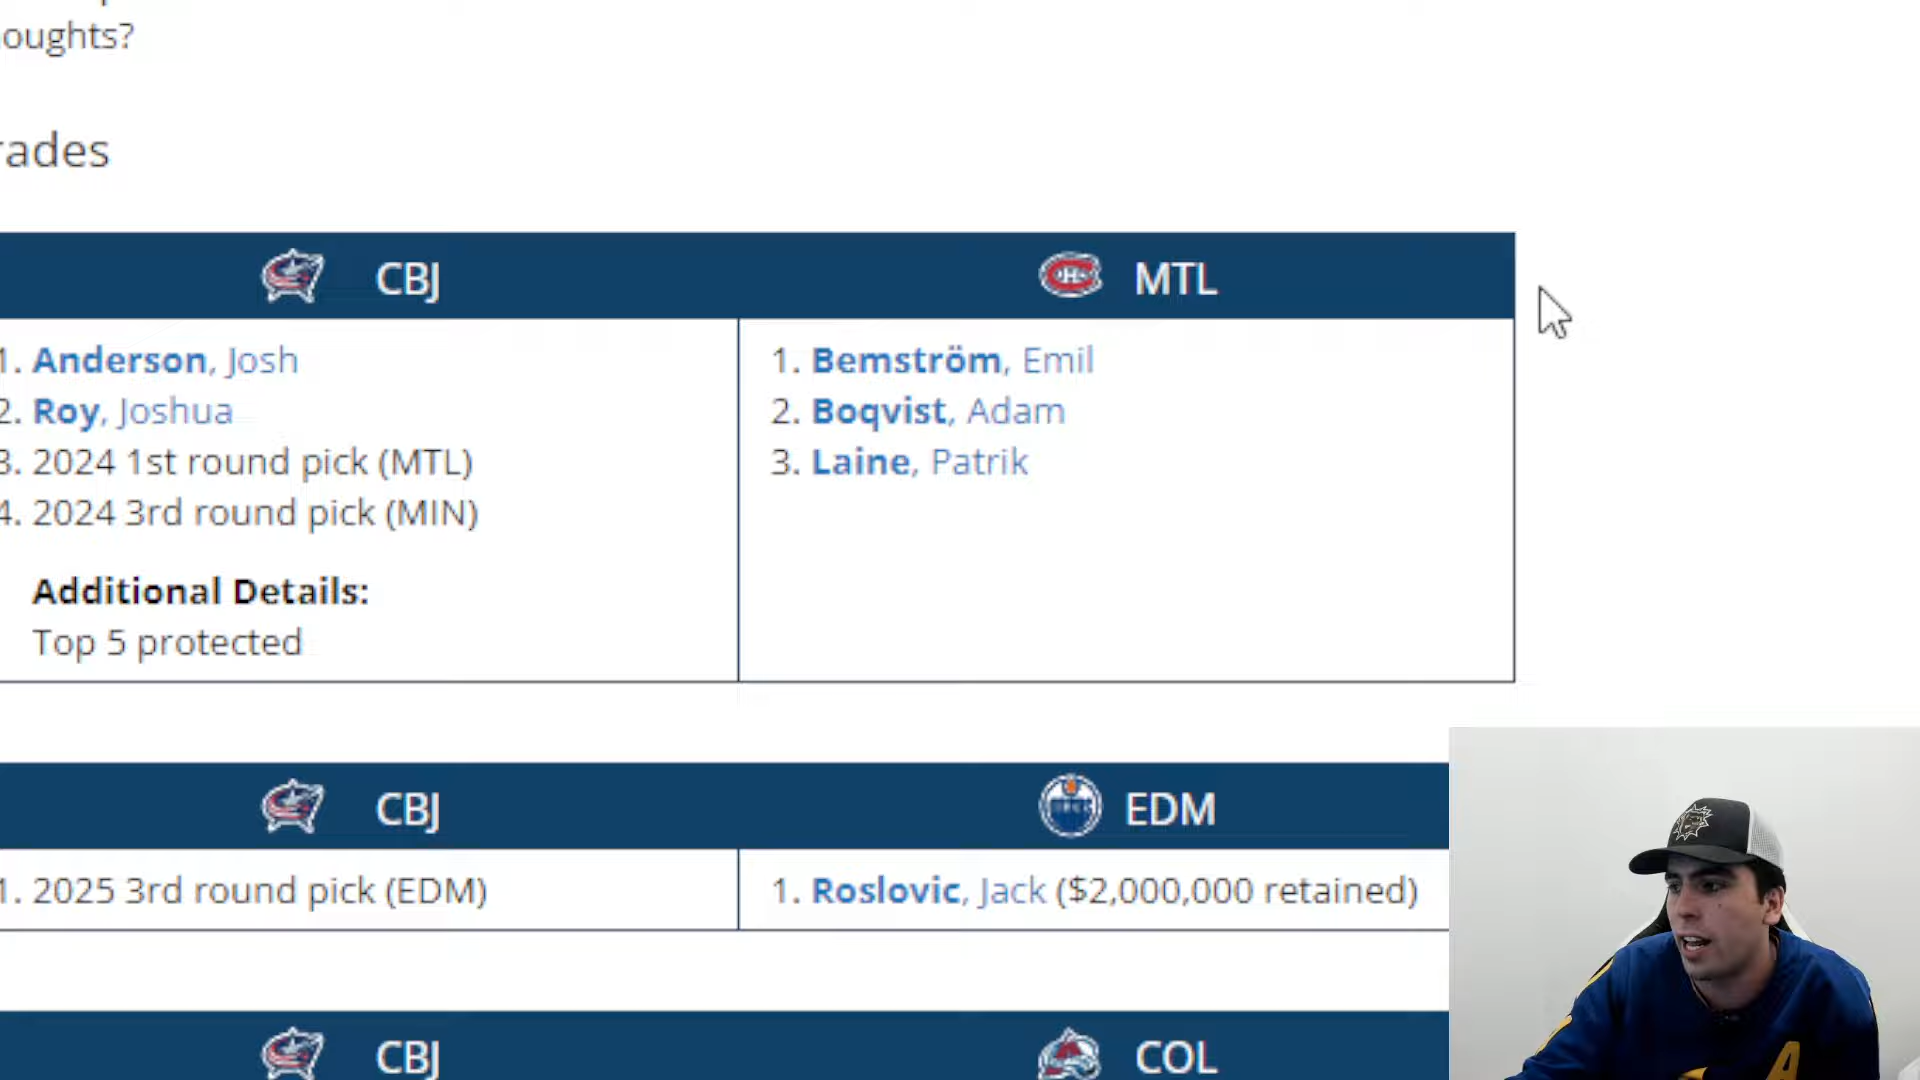 oughts?
rades
CBJ MTL
1. Anderson, Josh
2. Roy, Joshua
3. 2024 1st round pick (MTL)
4. 2024 3rd round pick (MIN)
Additional Details:
Top 5 protected
1. Bemström, Emil
2. Boqvist, Adam
3. Laine, Patrik
CBJ EDM
1. 2025 3rd round pick (EDM)
1. Roslovic, Jack ($2,000,000 retained)
CBJ COL
A